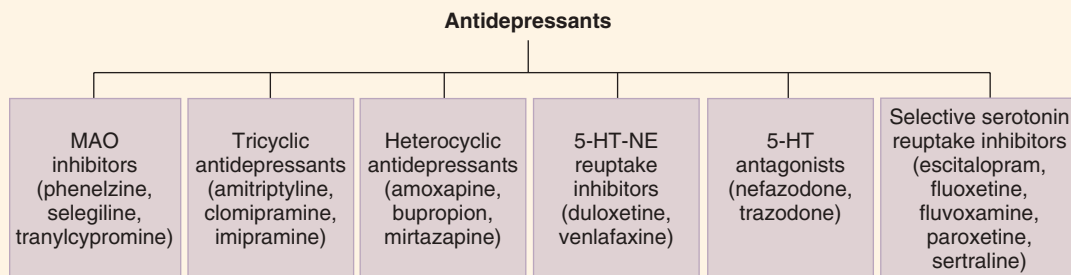 Antidepressants
MAO
inhibitors
(phenelzine,
selegiline,
tranylcypromine)
Tricyclic
antidepressants
(amitriptyline,
clomipramine,
imipramine)
Heterocyclic
antidepressants
(amoxapine,
bupropion,
mirtazapine)
5-HT-NE
reuptake
inhibitors
(duloxetine,
venlafaxine)
5-HT
antagonists
(nefazodone,
trazodone)
Selective serotonin
reuptake inhibitors
(escitalopram,
fluoxetine,
fluvoxamine,
paroxetine,
sertraline)